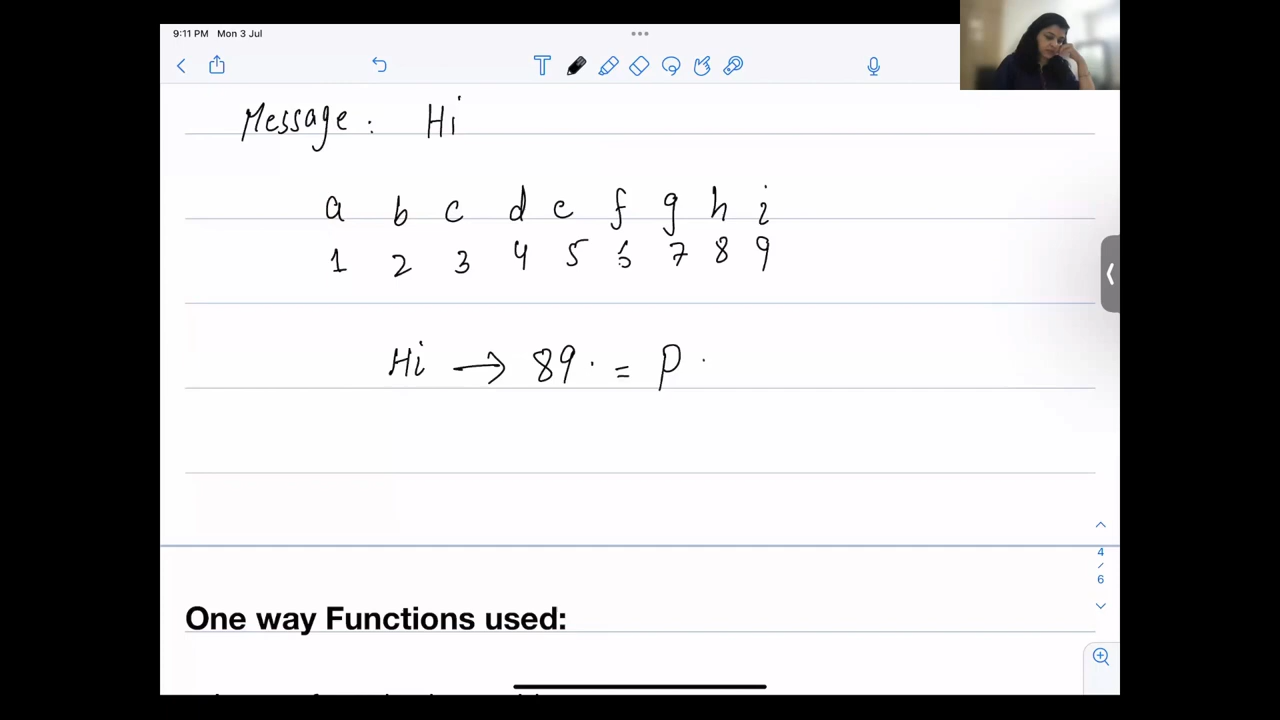 9:11 PM Mon 3 Jul
Message: Hi
a b c d e f g h i
1 2 3 4 5 6 7 8 9
Hi → 89. = P.
4
/
6
One way Functions used: